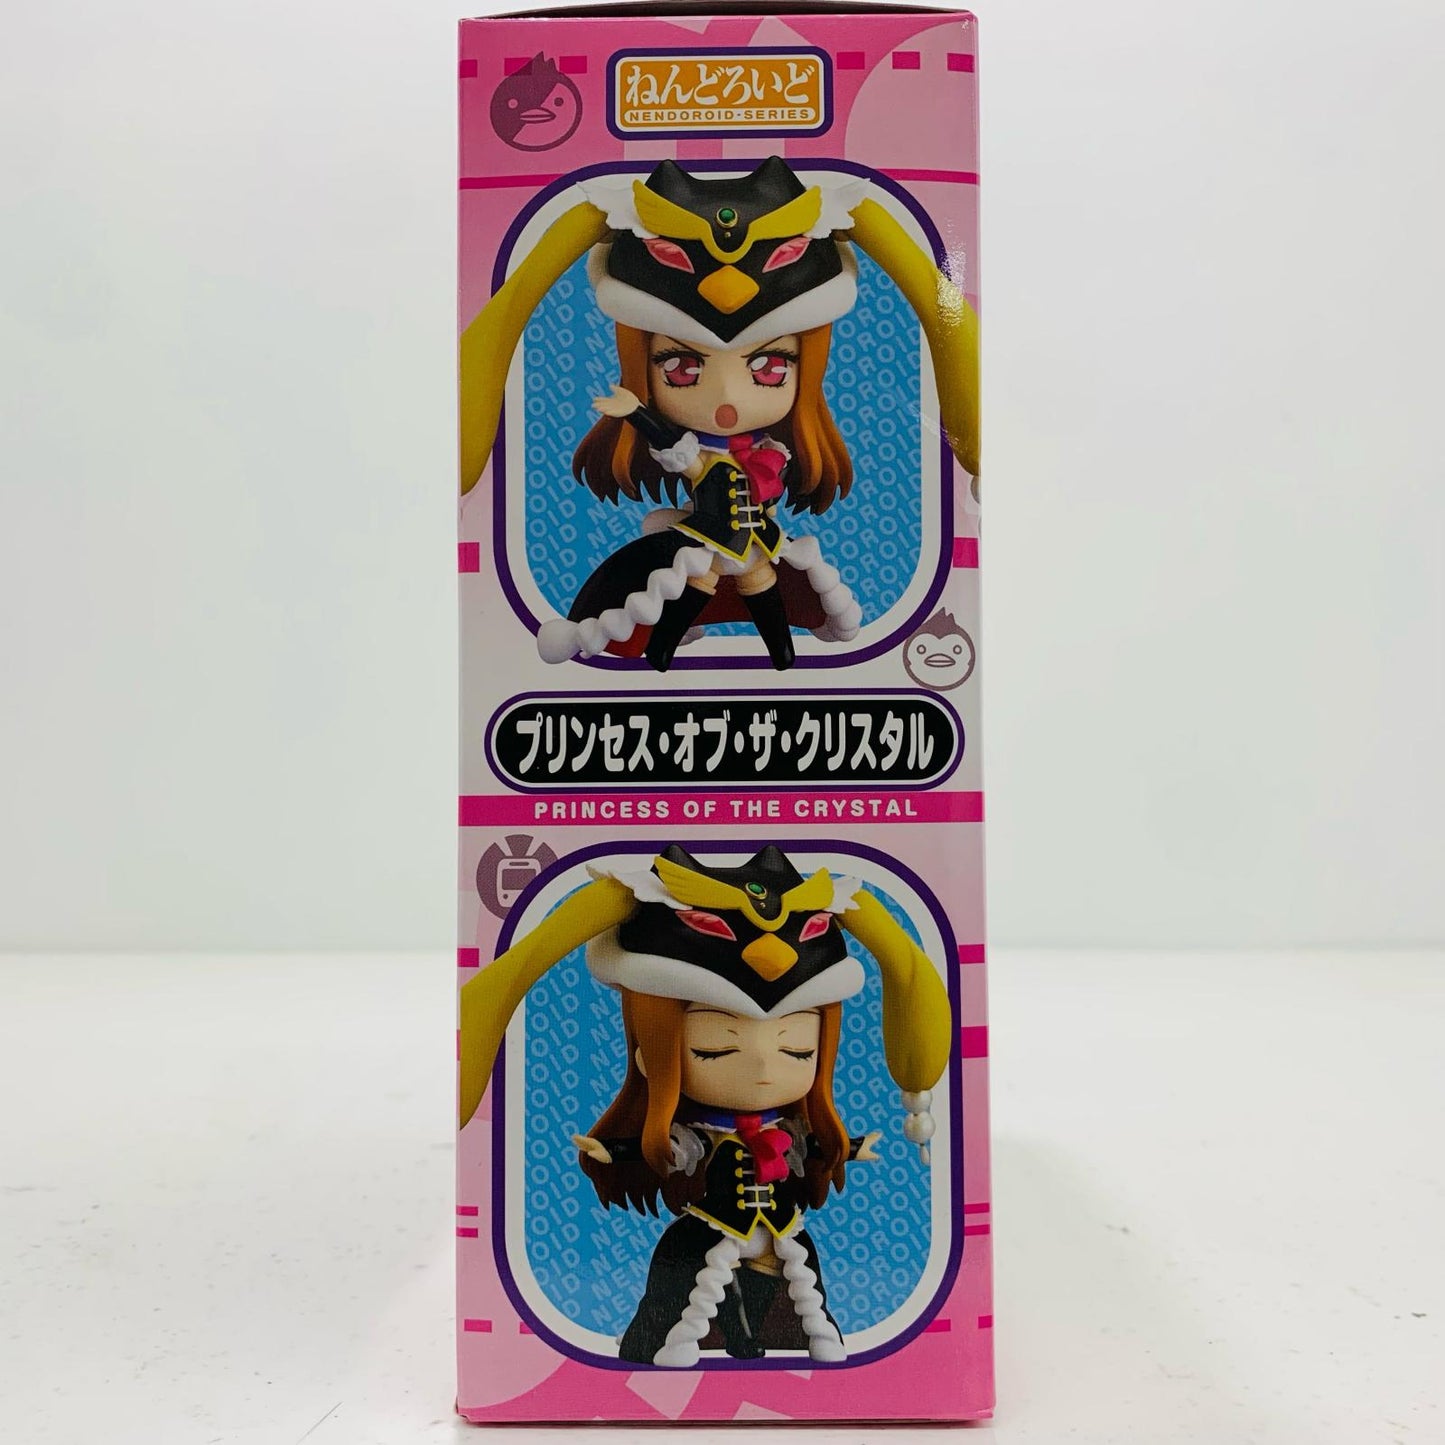 ねんどろいど
NENDOROID-SERIES
プリンセス・オブ・ザ・クリスタル
PRINCESS OF THE CRYSTAL